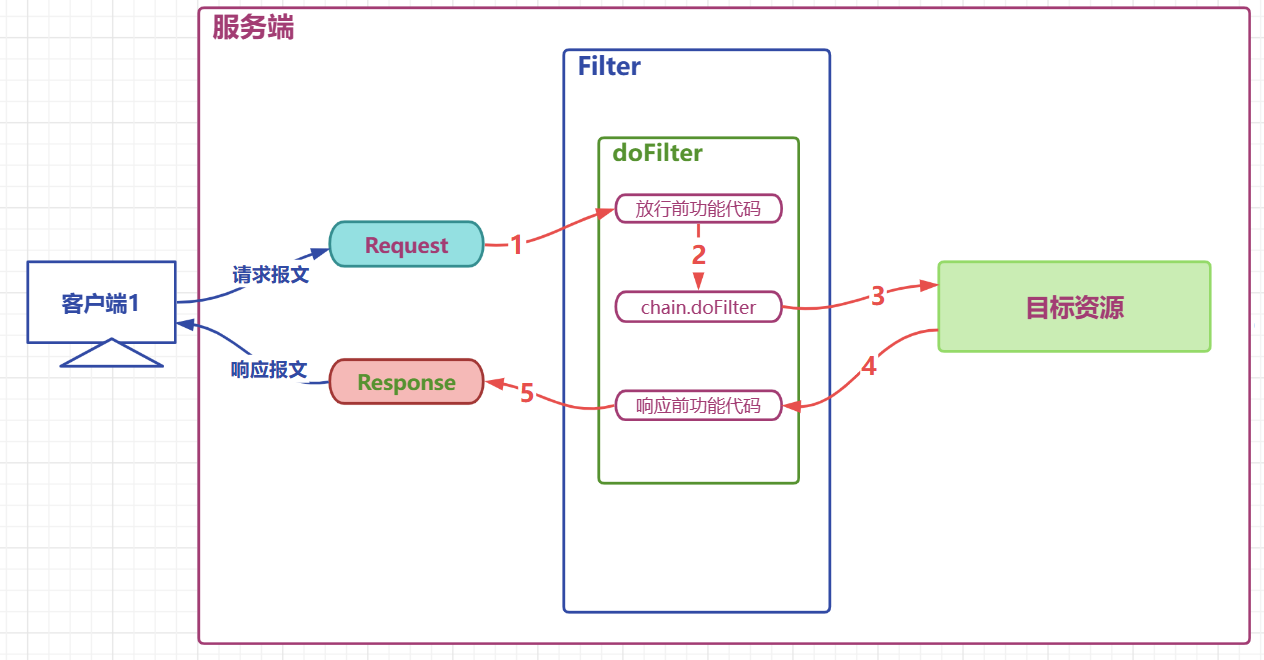 服务端
Filter
doFilter
放行前功能代码
Request
1
2
请求报文
客户端1
chain.doFilter
3
目标资源
响应报文
Response
4
5
响应前功能代码